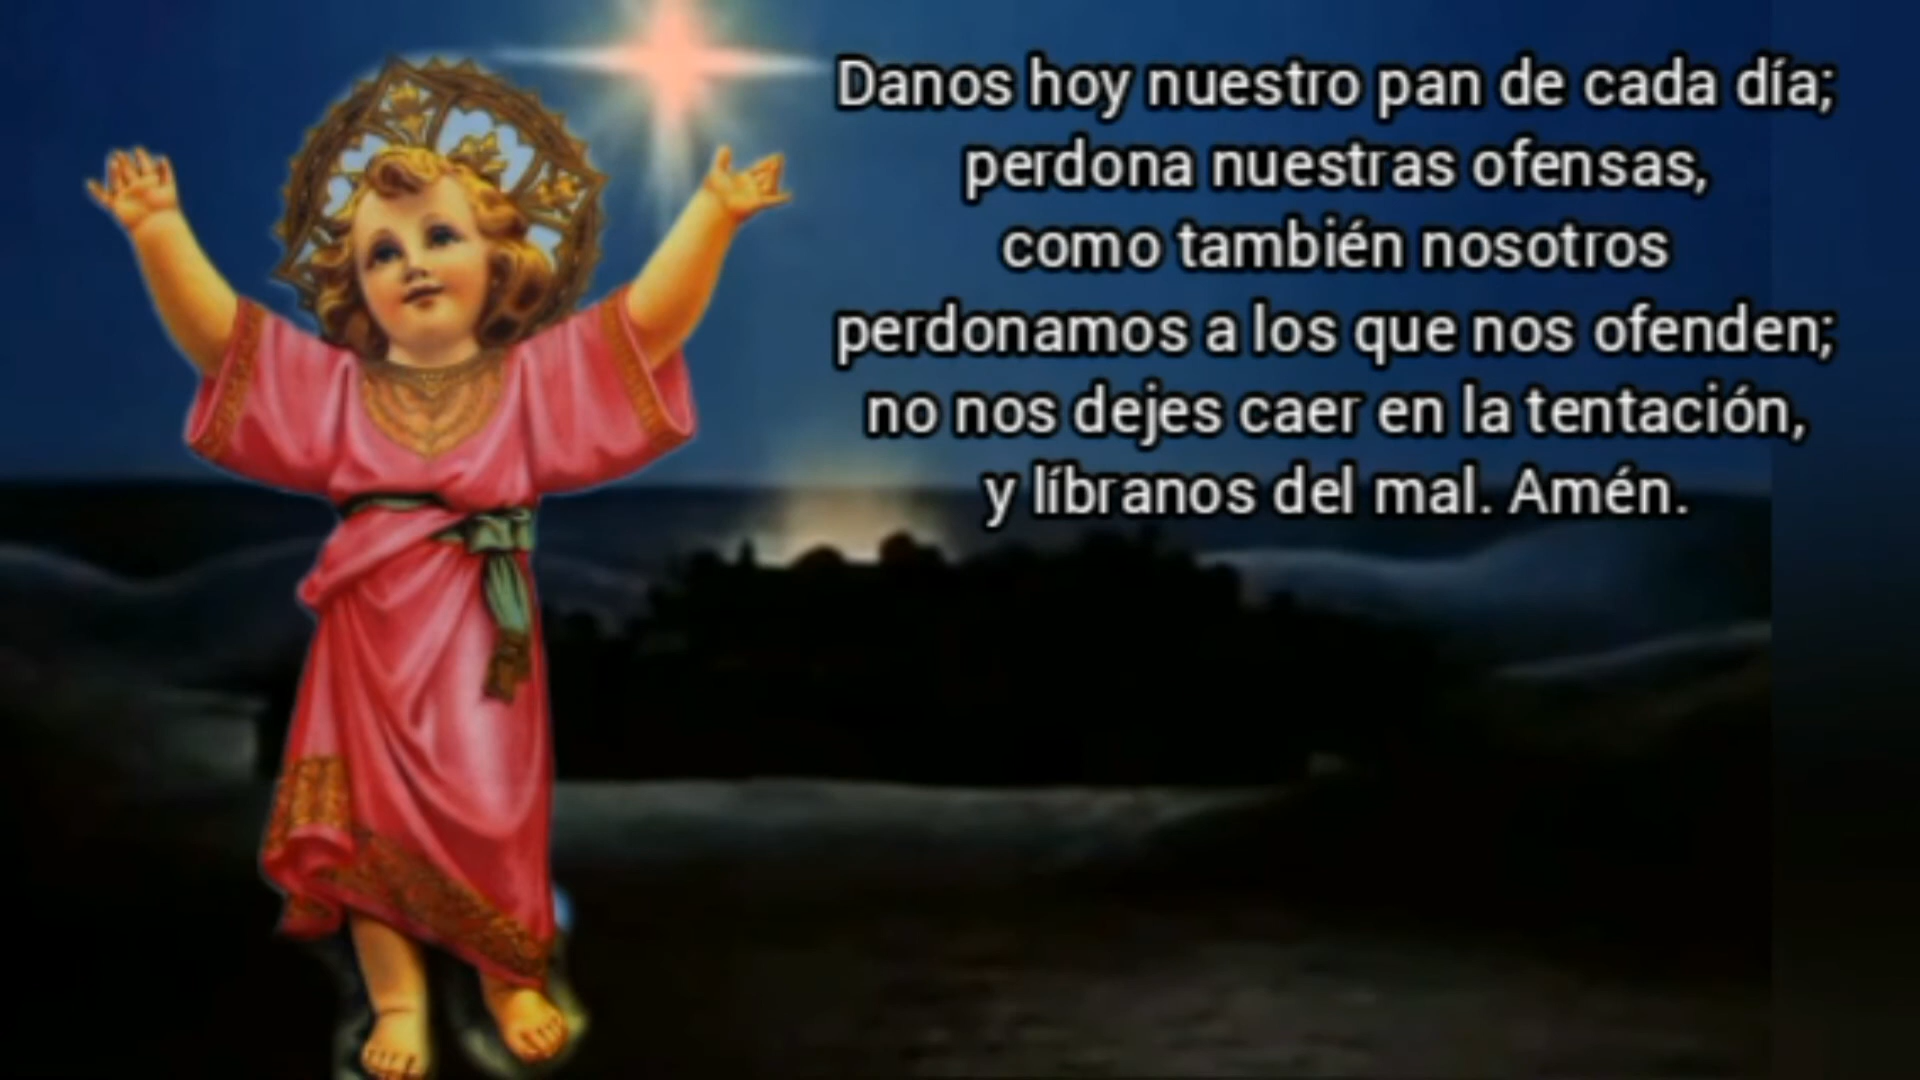 Danos hoy nuestro pan de cada día;
perdona nuestras ofensas,
como también nosotros
perdonamos a los que nos ofenden;
no nos dejes caer en la tentación,
y líbranos del mal. Amén.